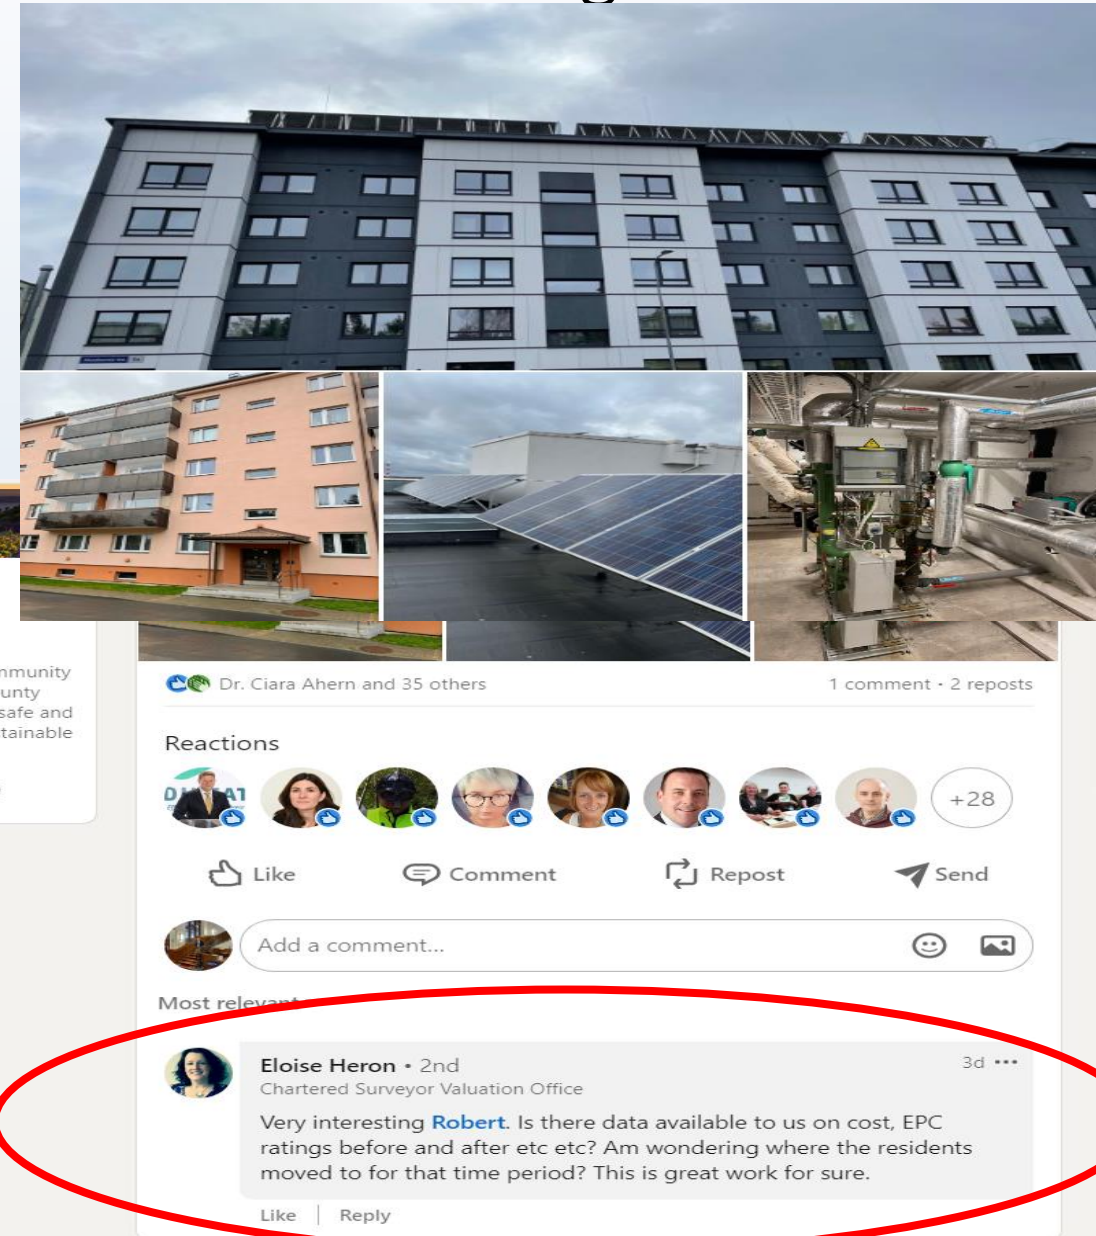 mmunity
unty
safe and
tainable
Dr. Ciara Ahern and 35 others
1 comment • 2 reposts
Reactions
+28
Like
Comment
Repost
Send
Add a comment...
Most relevant
Eloise Heron • 2nd
3d
Chartered Surveyor Valuation Office
Very interesting Robert. Is there data available to us on cost, EPC
ratings before and after etc etc? Am wondering where the residents
moved to for that time period? This is great work for sure.
Like
Reply